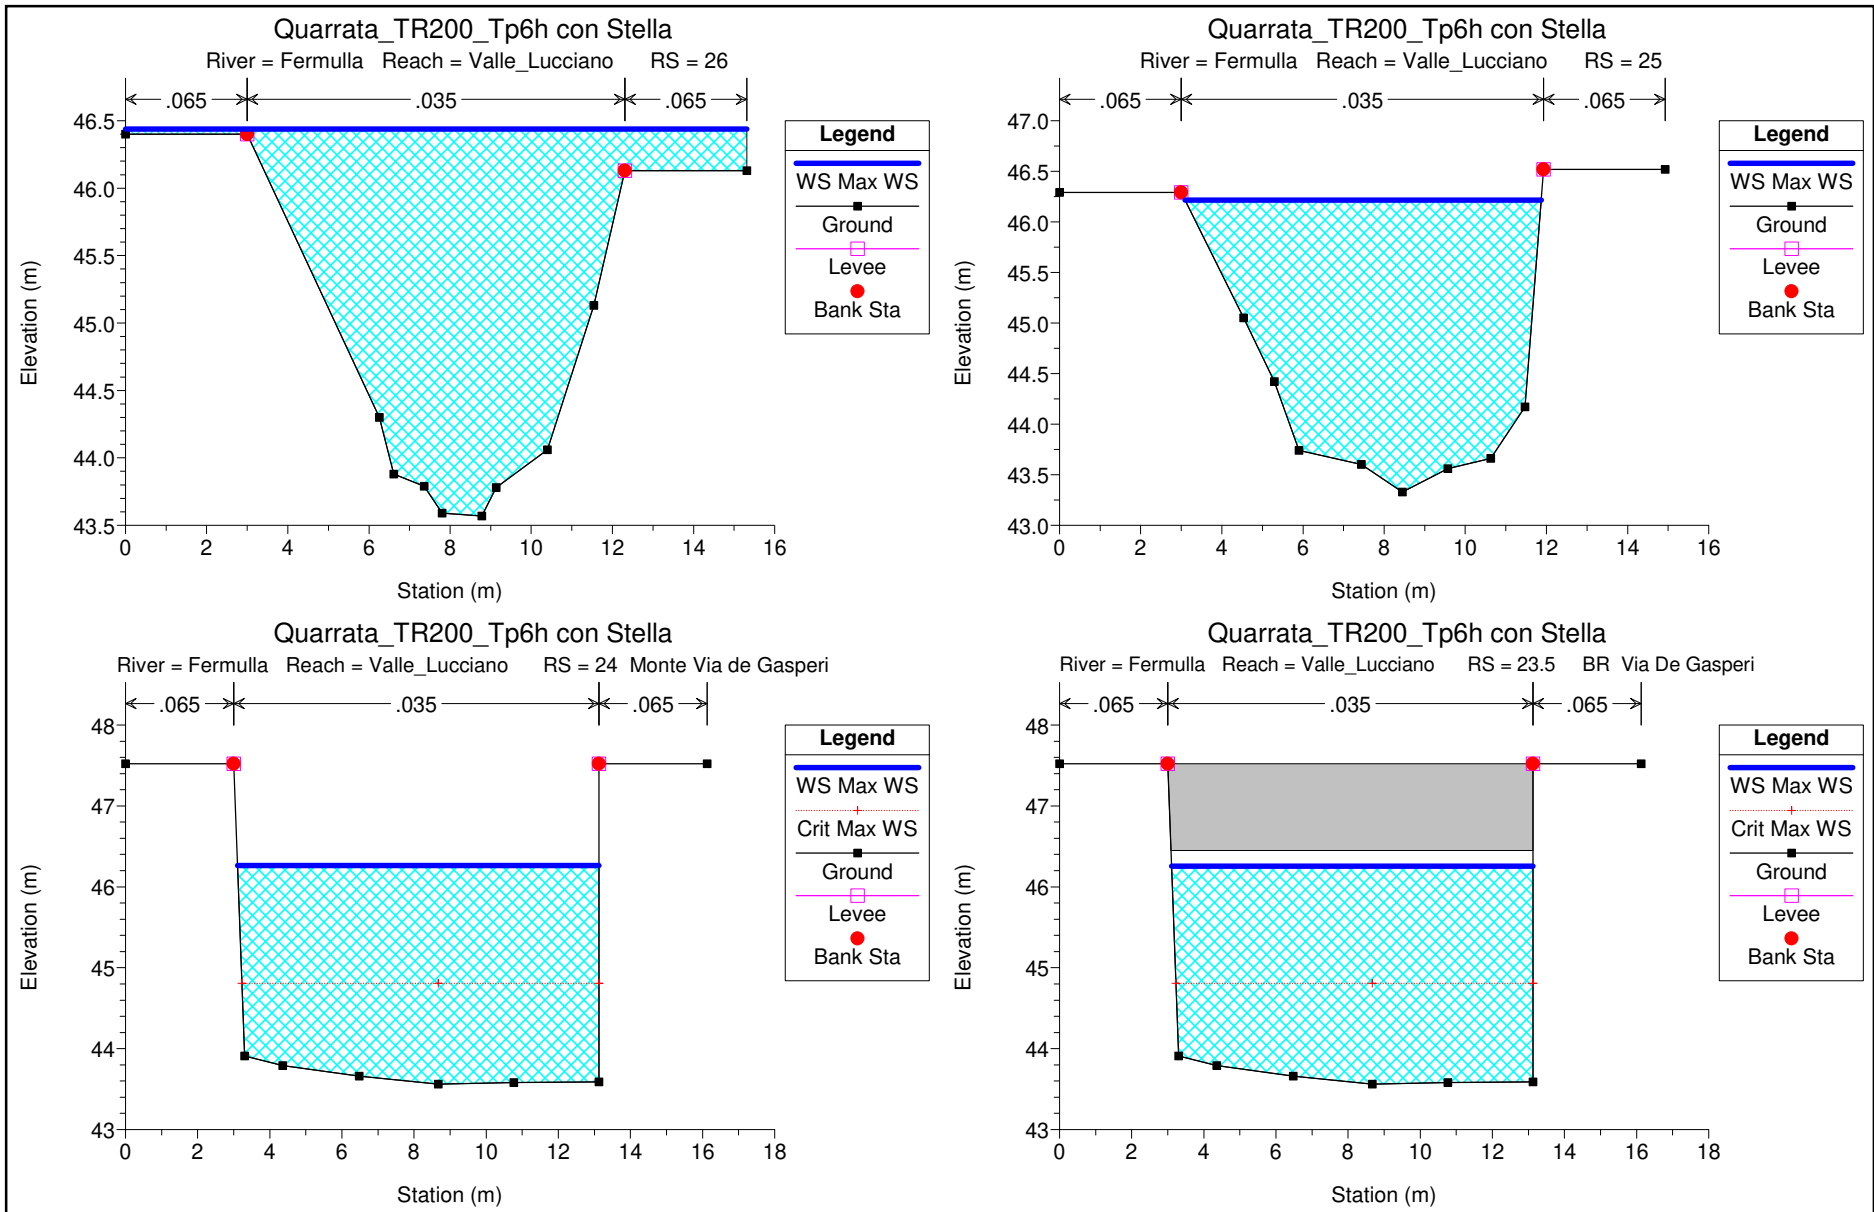 Quarrata_TR200_Tp6h con Stella
River = Fermulla Reach = Valle_Lucciano RS = 26
.065 .035 .065
46.5
46.0
45.5
45.0
44.5
44.0
43.5
0 2 4 6 8 10 12 14 16
Elevation (m)
Station (m)
Legend
WS Max WS
Ground
Levee
Bank Sta
Quarrata_TR200_Tp6h con Stella
River = Fermulla Reach = Valle_Lucciano RS = 25
.065 .035 .065
47.0
46.5
46.0
45.5
45.0
44.5
44.0
43.5
43.0
0 2 4 6 8 10 12 14 16
Elevation (m)
Station (m)
Legend
WS Max WS
Ground
Levee
Bank Sta
Quarrata_TR200_Tp6h con Stella
River = Fermulla Reach = Valle_Lucciano RS = 24 Monte Via de Gasperi
.065 .035 .065
48
47
46
45
44
43
0 2 4 6 8 10 12 14 16 18
Elevation (m)
Station (m)
Legend
WS Max WS
Crit Max WS
Ground
Levee
Bank Sta
Quarrata_TR200_Tp6h con Stella
River = Fermulla Reach = Valle_Lucciano RS = 23.5 BR Via De Gasperi
.065 .035 .065
48
47
46
45
44
43
0 2 4 6 8 10 12 14 16 18
Elevation (m)
Station (m)
Legend
WS Max WS
Crit Max WS
Ground
Levee
Bank Sta